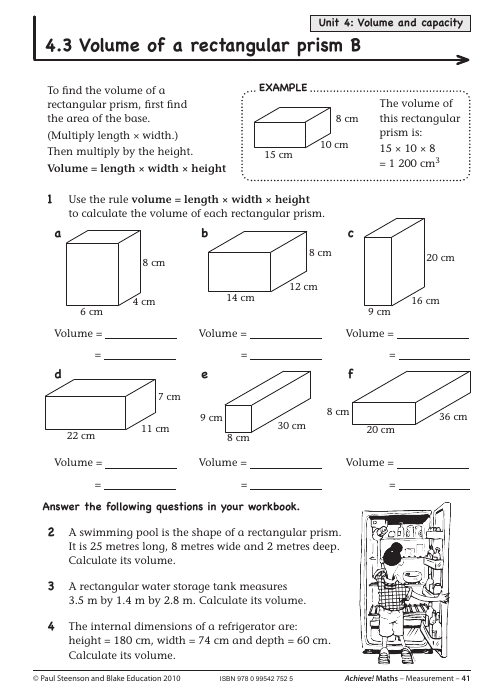 Unit 4: Volume and capacity
4.3 Volume of a rectangular prism B
To find the volume of a
rectangular prism, first find
the area of the base.
(Multiply length × width.)
Then multiply by the height.
Volume = length × width × height
EXAMPLE
8 cm
10 cm
15 cm
The volume of
this rectangular
prism is:
15 × 10 × 8
= 1 200 cm³
1 Use the rule volume = length × width × height
to calculate the volume of each rectangular prism.
a
8 cm
4 cm
6 cm
b
8 cm
12 cm
14 cm
c
20 cm
16 cm
9 cm
Volume =
=
Volume =
=
Volume =
=
d
7 cm
11 cm
22 cm
e
9 cm
30 cm
8 cm
f
8 cm
36 cm
20 cm
Volume =
=
Volume =
=
Volume =
=
Answer the following questions in your workbook.
2 A swimming pool is the shape of a rectangular prism.
It is 25 metres long, 8 metres wide and 2 metres deep.
Calculate its volume.
3 A rectangular water storage tank measures
3.5 m by 1.4 m by 2.8 m. Calculate its volume.
4 The internal dimensions of a refrigerator are:
height = 180 cm, width = 74 cm and depth = 60 cm.
Calculate its volume.
© Paul Steenson and Blake Education 2010
ISBN 978 0 99542 752 5
Achieve! Maths – Measurement – 41